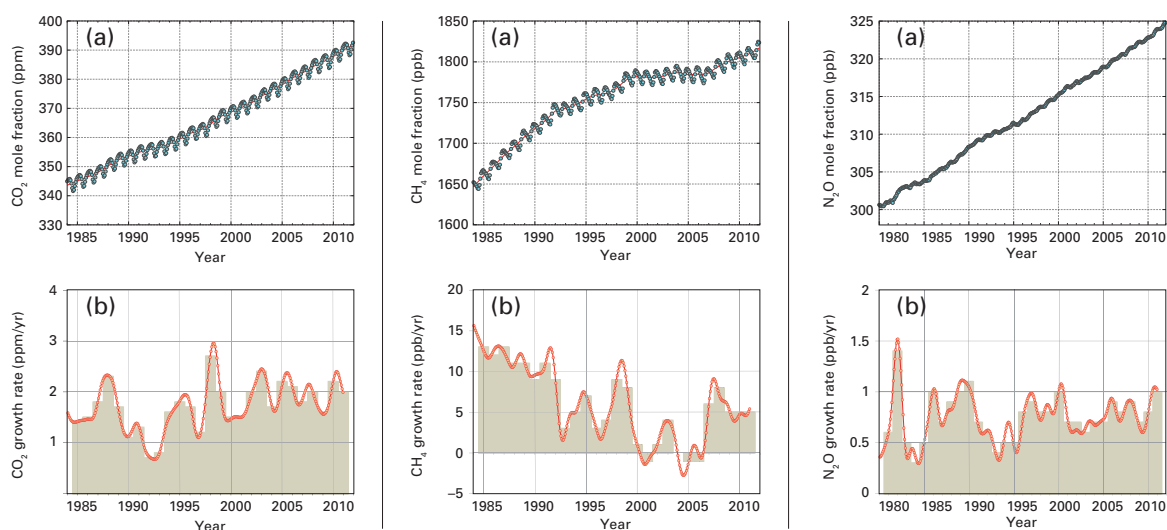 (a)
CO2 mole fraction (ppm)
400
390
380
370
360
350
340
330
1985 1990 1995 2000 2005 2010
Year
(b)
CO2 growth rate (ppm/yr)
4
3
2
1
1985 1990 1995 2000 2005 2010
Year
(a)
CH4 mole fraction (ppb)
1850
1800
1750
1700
1650
1600
1985 1990 1995 2000 2005 2010
Year
(b)
CH4 growth rate (ppb/yr)
20
15
10
5
0
−5
1985 1990 1995 2000 2005 2010
Year
(a)
N2O mole fraction (ppb)
325
320
315
310
305
300
1980 1985 1990 1995 2000 2005 2010
Year
(b)
N2O growth rate (ppb/yr)
2
1.5
1
0.5
0
1980 1985 1990 1995 2000 2005 2010
Year